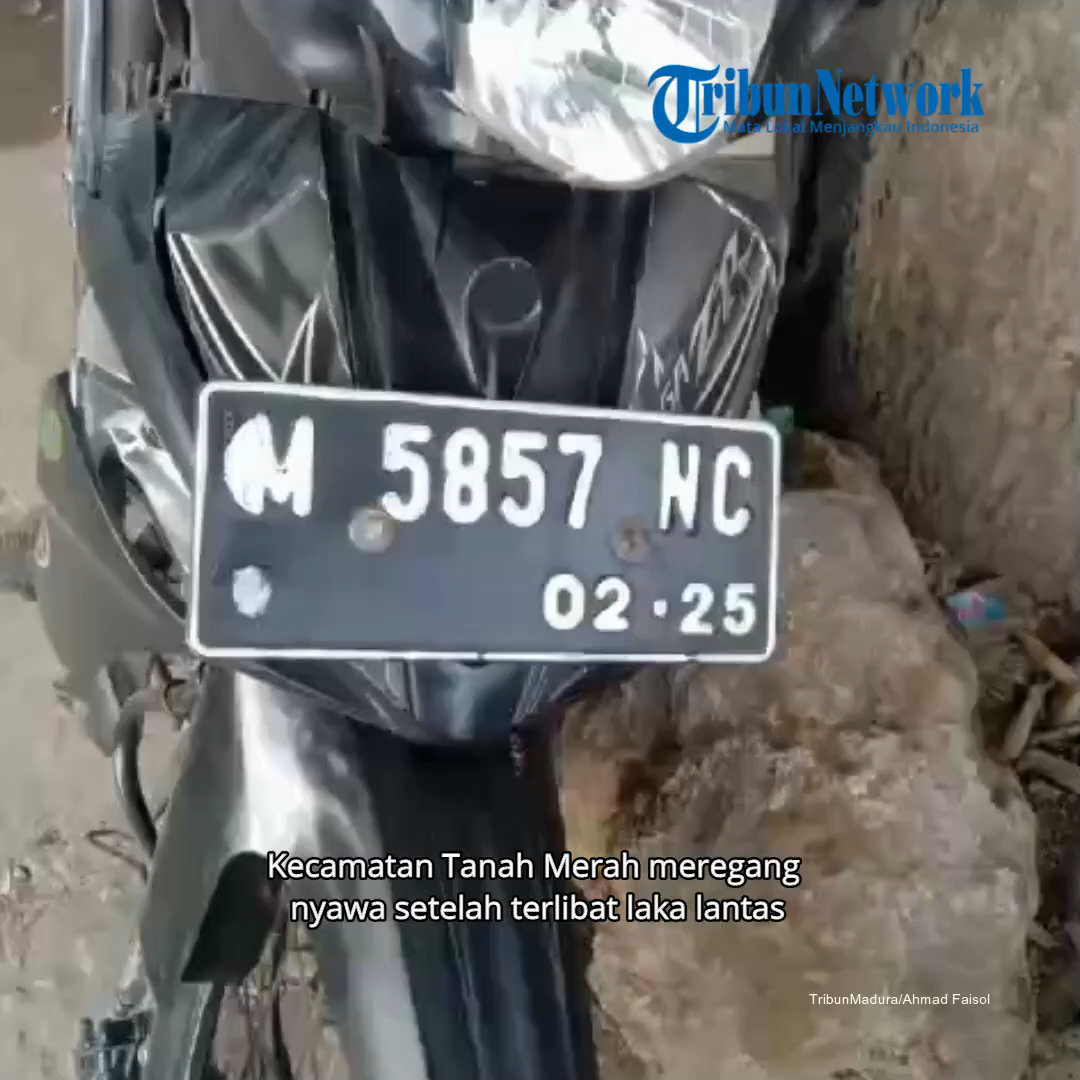 TribunNetwork
Mata Lokal Menjangkau Indonesia
M 5857 NC
02 · 25
Kecamatan Tanah Merah meregang
nyawa setelah terlibat laka lantas
TribunMadura/Ahmad Faisol